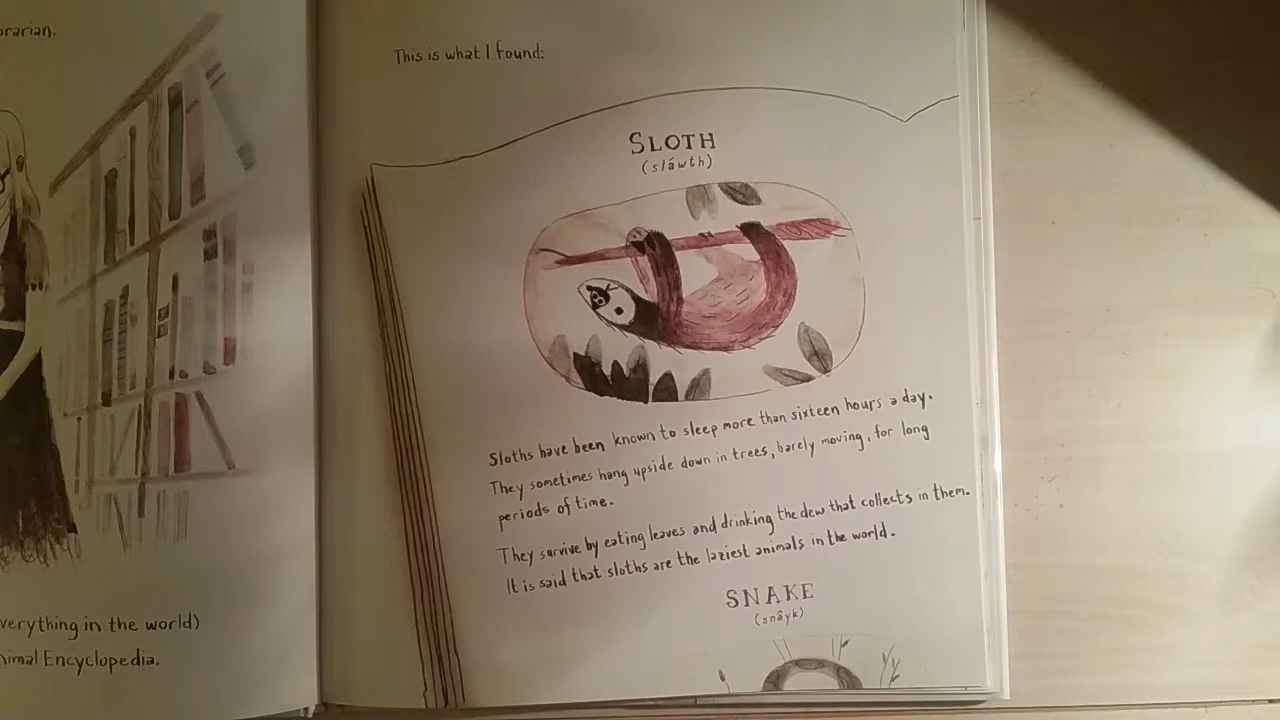 verything in the world)
nimal Encyclopedia.
This is what I found:
SLOTH
(sláwth)
Sloths have been known to sleep more than sixteen hours a day.
They sometimes hang upside down in trees, barely moving, for long
periods of time.
They survive by eating leaves and drinking the dew that collects in them.
It is said that sloths are the laziest animals in the world.
SNAKE
(snâyk)